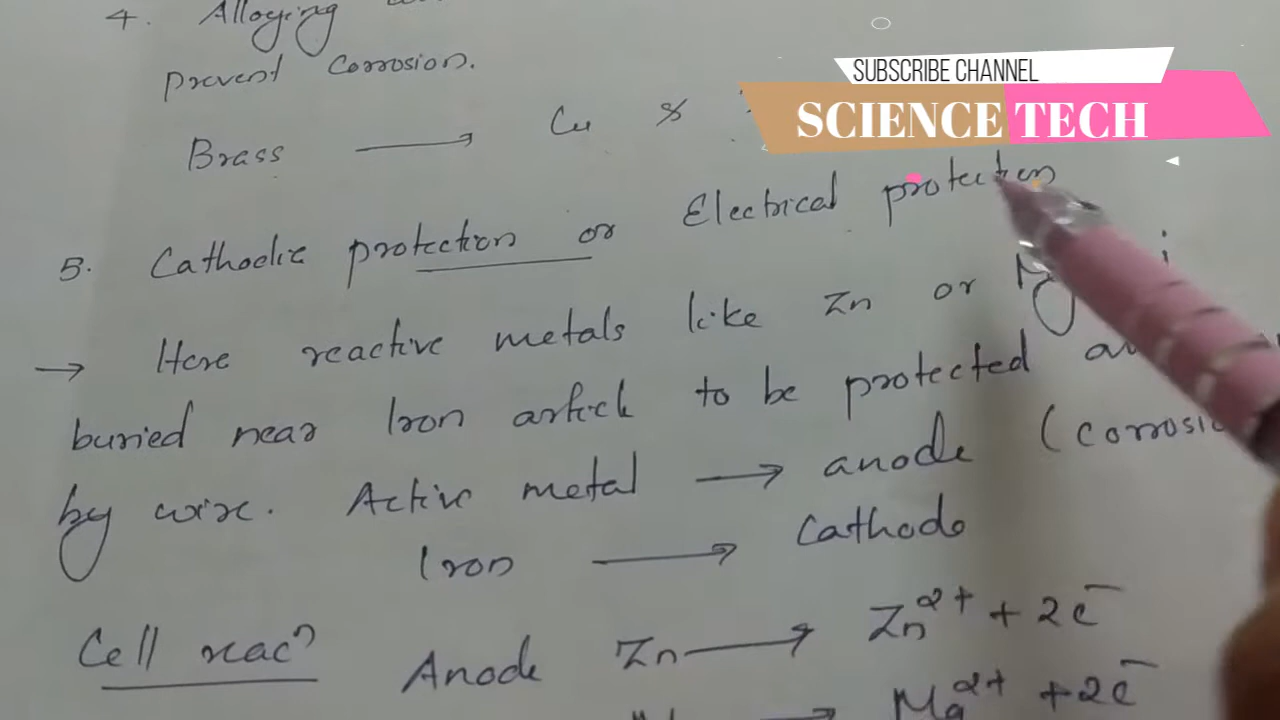 4. Alloying
prevent Corrosion.
SUBSCRIBE CHANNEL
SCIENCE TECH
Brass → Cu &
5. Cathodic protection or Electrical protection
→ Here reactive metals like Zn or
buried near Iron article to be protected
by wire. Active metal → anode (corrosio
Iron → Cathode
Cell reacn Anode Zn → Zn²⁺ + 2e⁻
Mg²⁺ + 2e⁻